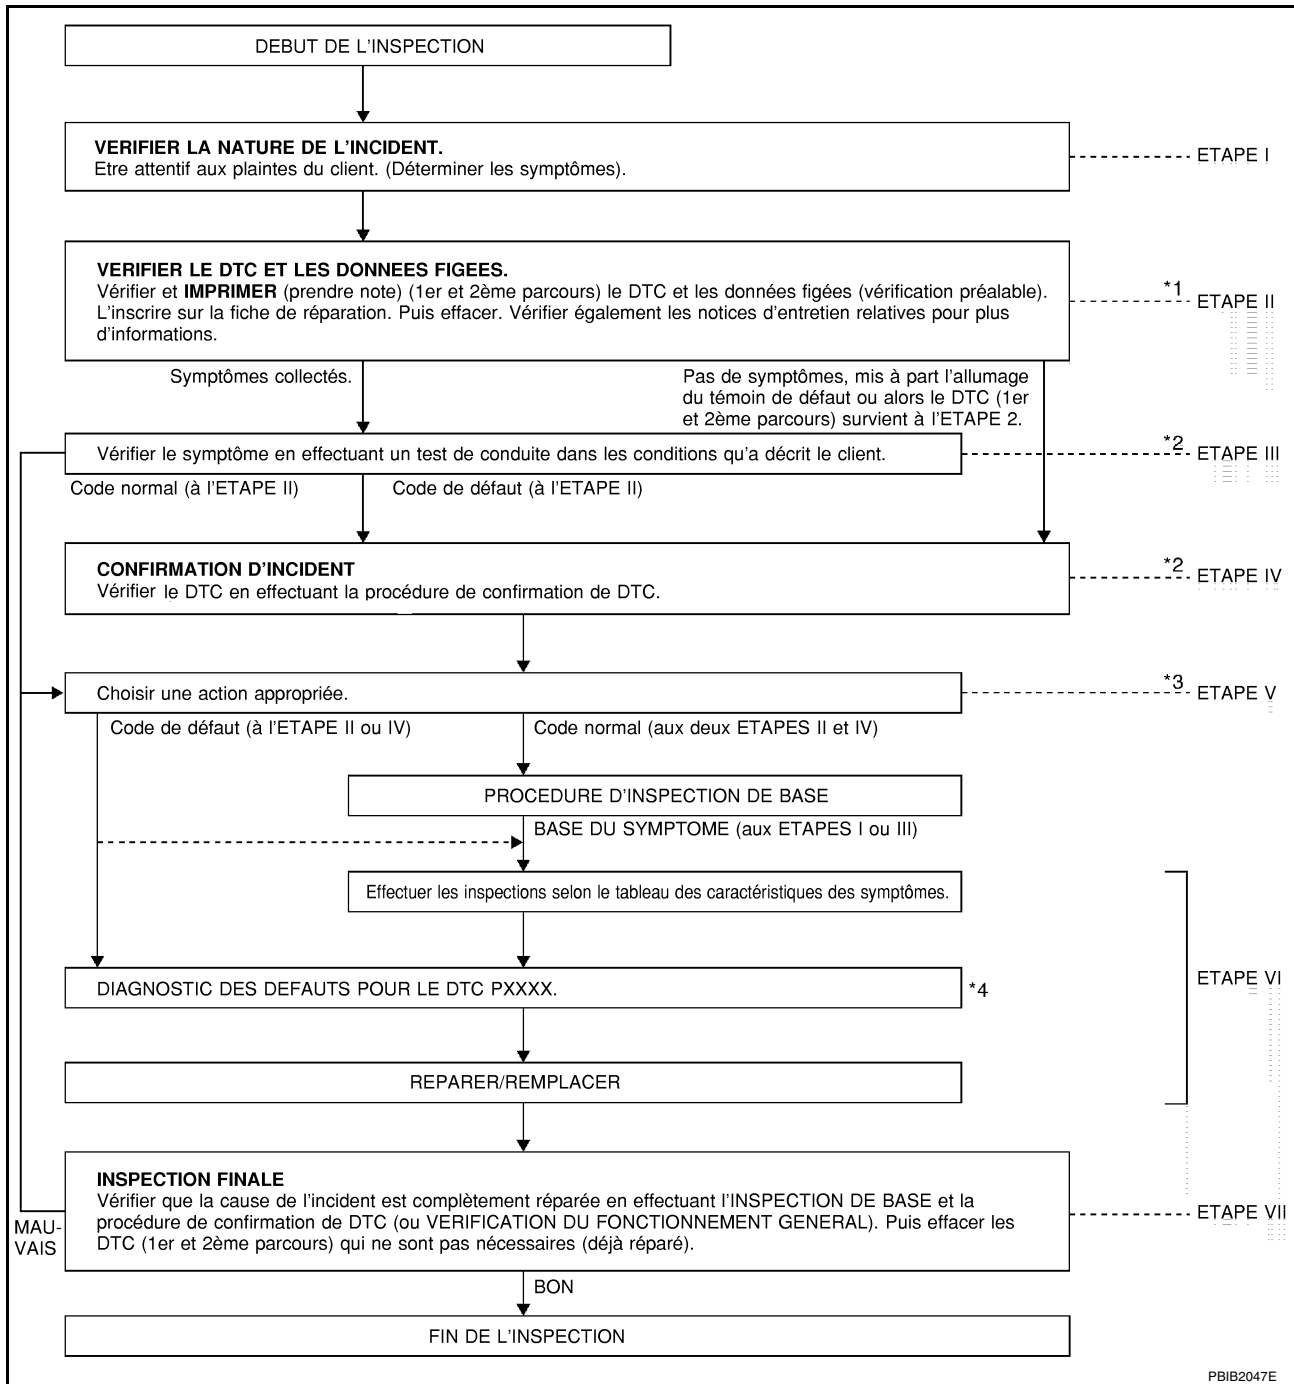 DEBUT DE L'INSPECTION
VERIFIER LA NATURE DE L'INCIDENT.
Etre attentif aux plaintes du client. (Déterminer les symptômes).
ETAPE I
VERIFIER LE DTC ET LES DONNEES FIGEES.
Vérifier et IMPRIMER (prendre note) (1er et 2ème parcours) le DTC et les données figées (vérification préalable).
L'inscrire sur la fiche de réparation. Puis effacer. Vérifier également les notices d'entretien relatives pour plus
d'informations.
*1
ETAPE II
Symptômes collectés.
Pas de symptômes, mis à part l'allumage
du témoin de défaut ou alors le DTC (1er
et 2ème parcours) survient à l'ETAPE 2.
Vérifier le symptôme en effectuant un test de conduite dans les conditions qu'a décrit le client.
*2
ETAPE III
Code normal (à l'ETAPE II)
Code de défaut (à l'ETAPE II)
CONFIRMATION D'INCIDENT
Vérifier le DTC en effectuant la procédure de confirmation de DTC.
*2
ETAPE IV
Choisir une action appropriée.
*3
ETAPE V
Code de défaut (à l'ETAPE II ou IV)
Code normal (aux deux ETAPES II et IV)
PROCEDURE D'INSPECTION DE BASE
BASE DU SYMPTOME (aux ETAPES I ou III)
Effectuer les inspections selon le tableau des caractéristiques des symptômes.
DIAGNOSTIC DES DEFAUTS POUR LE DTC PXXXX.
*4
ETAPE VI
REPARER/REMPLACER
INSPECTION FINALE
Vérifier que la cause de l'incident est complètement réparée en effectuant l'INSPECTION DE BASE et la
procédure de confirmation de DTC (ou VERIFICATION DU FONCTIONNEMENT GENERAL). Puis effacer les
DTC (1er et 2ème parcours) qui ne sont pas nécessaires (déjà réparé).
ETAPE VII
MAU-
VAIS
BON
FIN DE L'INSPECTION
PBIB2047E